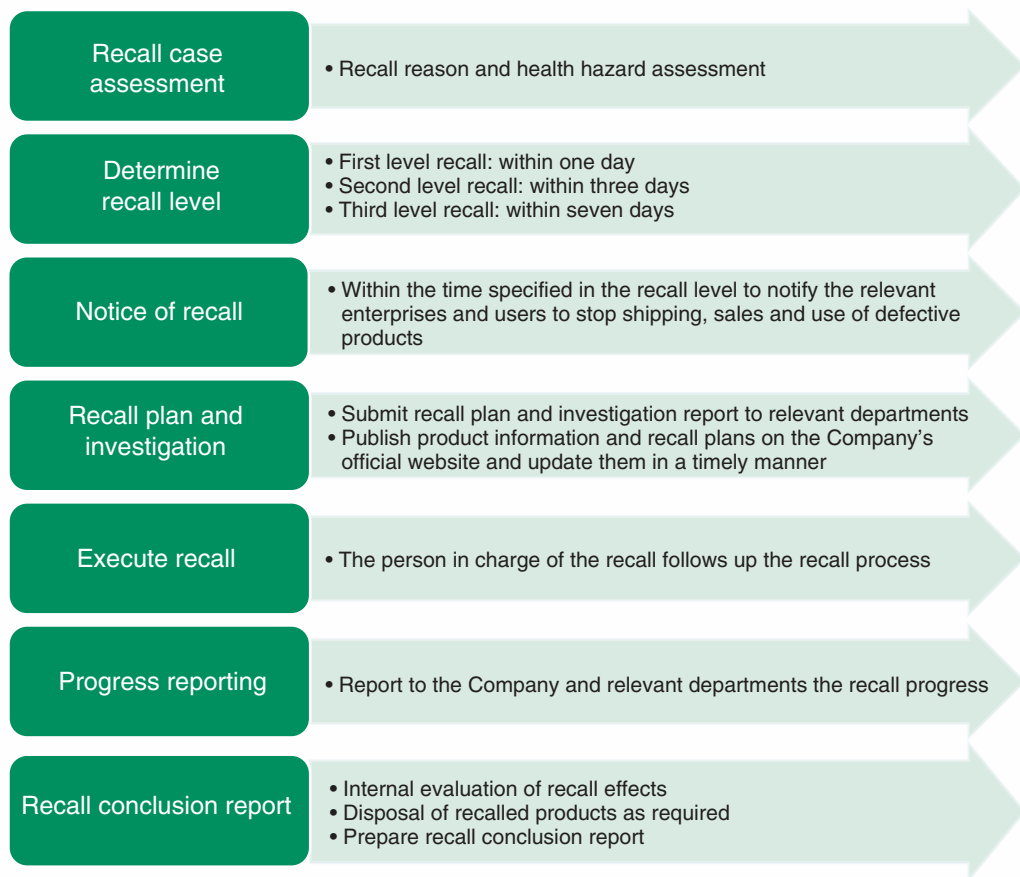 Recall case
assessment
• Recall reason and health hazard assessment
Determine
recall level
• First level recall: within one day
• Second level recall: within three days
• Third level recall: within seven days
Notice of recall
• Within the time specified in the recall level to notify the relevant
enterprises and users to stop shipping, sales and use of defective
products
Recall plan and
investigation
• Submit recall plan and investigation report to relevant departments
• Publish product information and recall plans on the Company's
official website and update them in a timely manner
Execute recall
• The person in charge of the recall follows up the recall process
Progress reporting
• Report to the Company and relevant departments the recall progress
Recall conclusion report
• Internal evaluation of recall effects
• Disposal of recalled products as required
• Prepare recall conclusion report